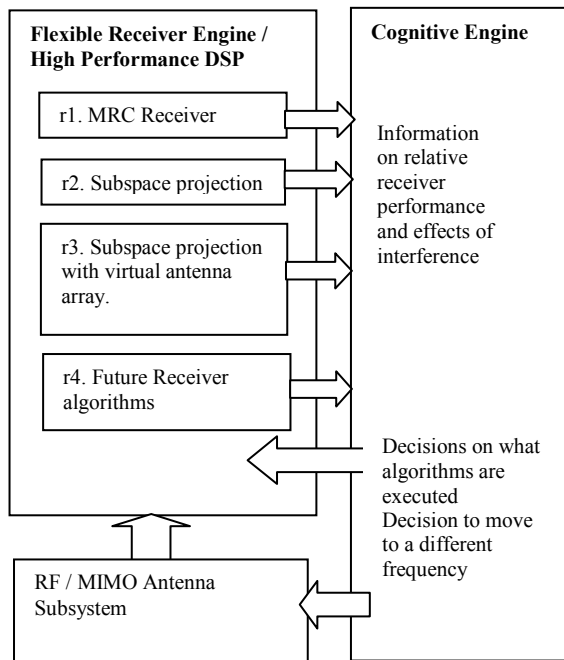 Flexible Receiver Engine /
High Performance DSP
r1. MRC Receiver
r2. Subspace projection
r3. Subspace projection
with virtual antenna
array.
r4. Future Receiver
algorithms
Cognitive Engine
Information
on relative
receiver
performance
and effects of
interference
Decisions on what
algorithms are
executed
Decision to move
to a different
frequency
RF / MIMO Antenna
Subsystem